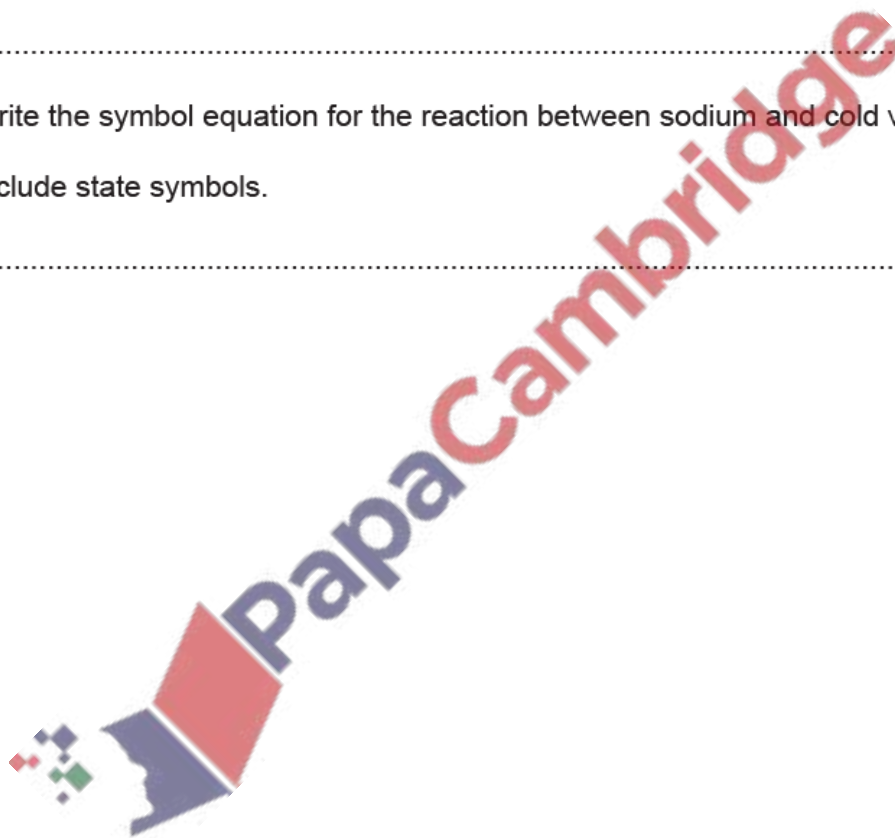 rite the symbol equation for the reaction between sodium and cold
clude state symbols.
PapaCambridge